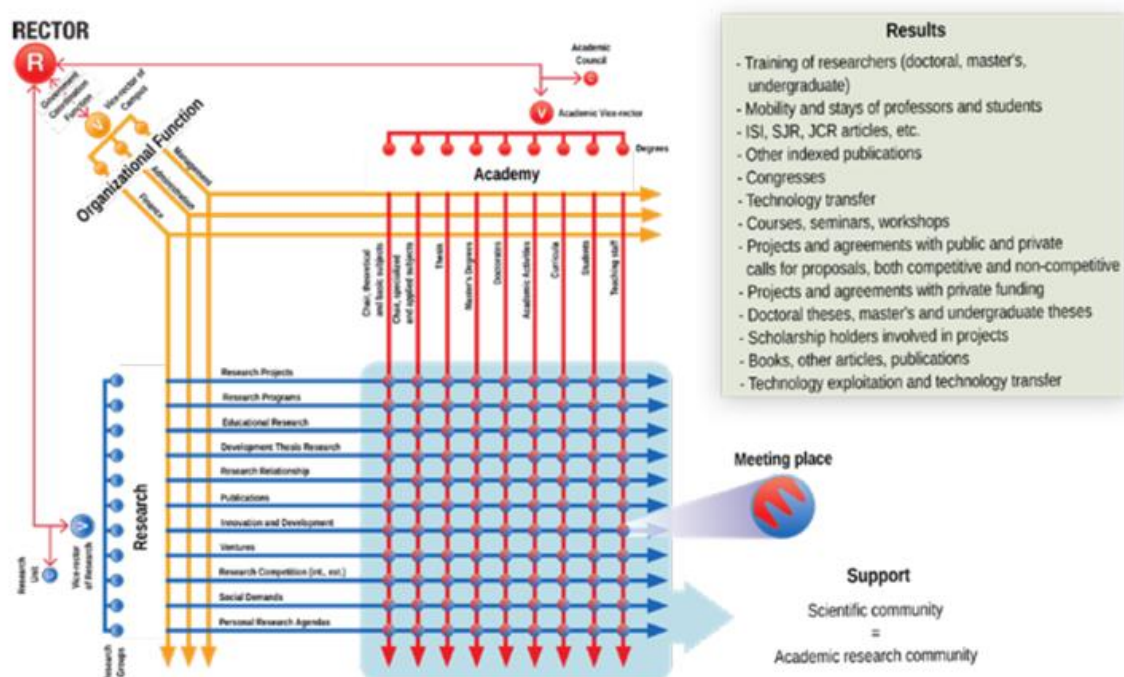 RECTOR
R
Government
Coordination
Function
Vice-rector of
Campus
V
Organizational Function
Management
Administration
Finance
Academic
Council
C
V
Academic Vice-rector
Degrees
Academy
Chair, theoretical
and basic subjects
Chair, specialized
and applied subjects
Thesis
Master's Degrees
Doctorates
Academic Activities
Curricula
Students
Teaching staff
Research Projects
Research Programs
Educational Research
Development Thesis Research
Research Relationship
Publications
Innovation and Development
Ventures
Research Competition (int., ext.)
Social Demands
Personal Research Agendas
Research
V
Vice-rector
of Research
Research
Unit
Research
Groups
Results
- Training of researchers (doctoral, master's,
undergraduate)
- Mobility and stays of professors and students
- ISI, SJR, JCR articles, etc.
- Other indexed publications
- Congresses
- Technology transfer
- Courses, seminars, workshops
- Projects and agreements with public and private
calls for proposals, both competitive and non-competitive
- Projects and agreements with private funding
- Doctoral theses, master's and undergraduate theses
- Scholarship holders involved in projects
- Books, other articles, publications
- Technology exploitation and technology transfer
Meeting place
Support
Scientific community
=
Academic research community